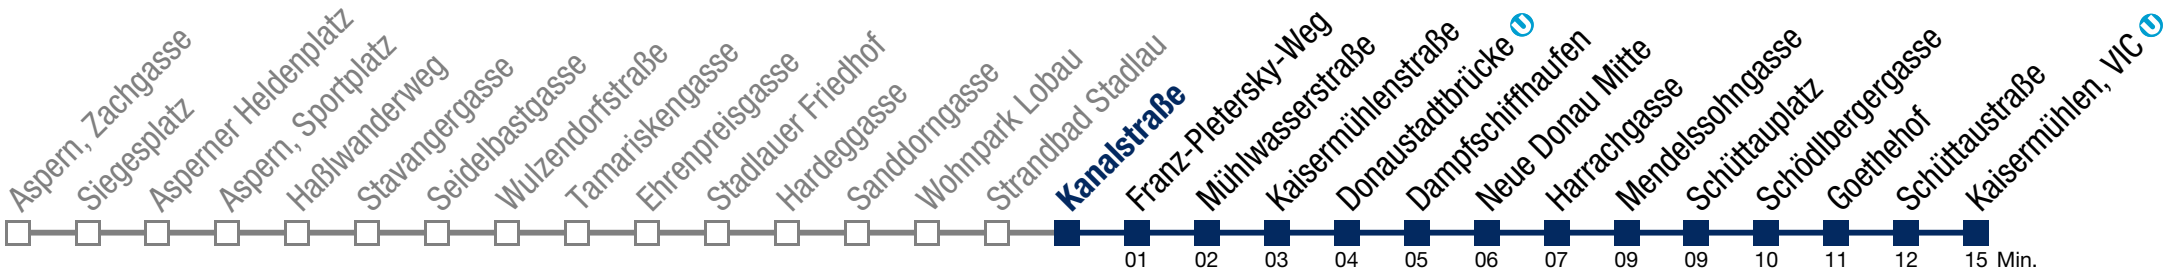 Aspern, Zachgasse
Siegesplatz
Asperner Heldenplatz
Aspern, Sportplatz
Haßlwanderweg
Stavangergasse
Seidelbastgasse
Wulzendorfstraße
Tamariskengasse
Ehrenpreisgasse
Stadlauer Friedhof
Hardeggasse
Sanddorngasse
Wohnpark Lobau
Strandbad Stadlau
Kanalstraße
Franz-Pletersky-Weg
Mühlwasserstraße
Kaisermühlenstraße
Donaustadtbrücke U
Dampfschiffhaufen
Neue Donau Mitte
Harrachgasse
Mendelssohngasse
Schüttauplatz
Schödlbergergasse
Goethehof
Schüttaustraße
Kaisermühlen, VIC U
01 02 03 04 05 06 07 09 09 10 11 12 15 Min.